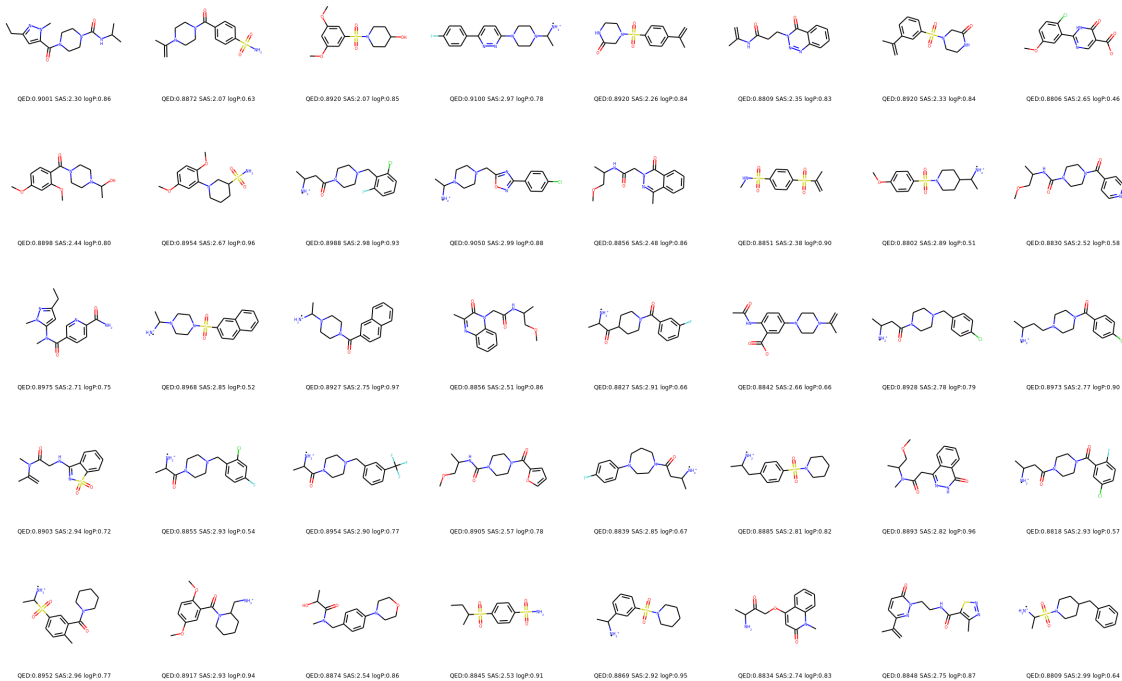 QED:0.9001 SAS:2.30 logP:0.86
QED:0.8872 SAS:2.07 logP:0.63
QED:0.8920 SAS:2.07 logP:0.85
QED:0.9100 SAS:2.97 logP:0.78
QED:0.8920 SAS:2.26 logP:0.84
QED:0.8809 SAS:2.35 logP:0.83
QED:0.8920 SAS:2.33 logP:0.84
QED:0.8806 SAS:2.65 logP:0.46
QED:0.8898 SAS:2.44 logP:0.80
QED:0.8954 SAS:2.67 logP:0.96
QED:0.8988 SAS:2.98 logP:0.93
QED:0.9050 SAS:2.99 logP:0.88
QED:0.8856 SAS:2.48 logP:0.86
QED:0.8851 SAS:2.38 logP:0.90
QED:0.8802 SAS:2.89 logP:0.51
QED:0.8830 SAS:2.52 logP:0.58
QED:0.8975 SAS:2.71 logP:0.75
QED:0.8968 SAS:2.85 logP:0.52
QED:0.8927 SAS:2.75 logP:0.97
QED:0.8856 SAS:2.51 logP:0.86
QED:0.8827 SAS:2.91 logP:0.66
QED:0.8842 SAS:2.66 logP:0.66
QED:0.8928 SAS:2.78 logP:0.79
QED:0.8973 SAS:2.77 logP:0.90
QED:0.8903 SAS:2.94 logP:0.72
QED:0.8855 SAS:2.93 logP:0.54
QED:0.8954 SAS:2.90 logP:0.77
QED:0.8905 SAS:2.57 logP:0.78
QED:0.8839 SAS:2.85 logP:0.67
QED:0.8885 SAS:2.81 logP:0.82
QED:0.8893 SAS:2.82 logP:0.96
QED:0.8818 SAS:2.93 logP:0.57
QED:0.8952 SAS:2.96 logP:0.77
QED:0.8917 SAS:2.93 logP:0.94
QED:0.8874 SAS:2.54 logP:0.86
QED:0.8845 SAS:2.53 logP:0.91
QED:0.8869 SAS:2.92 logP:0.95
QED:0.8834 SAS:2.74 logP:0.83
QED:0.8848 SAS:2.75 logP:0.87
QED:0.8809 SAS:2.99 logP:0.64